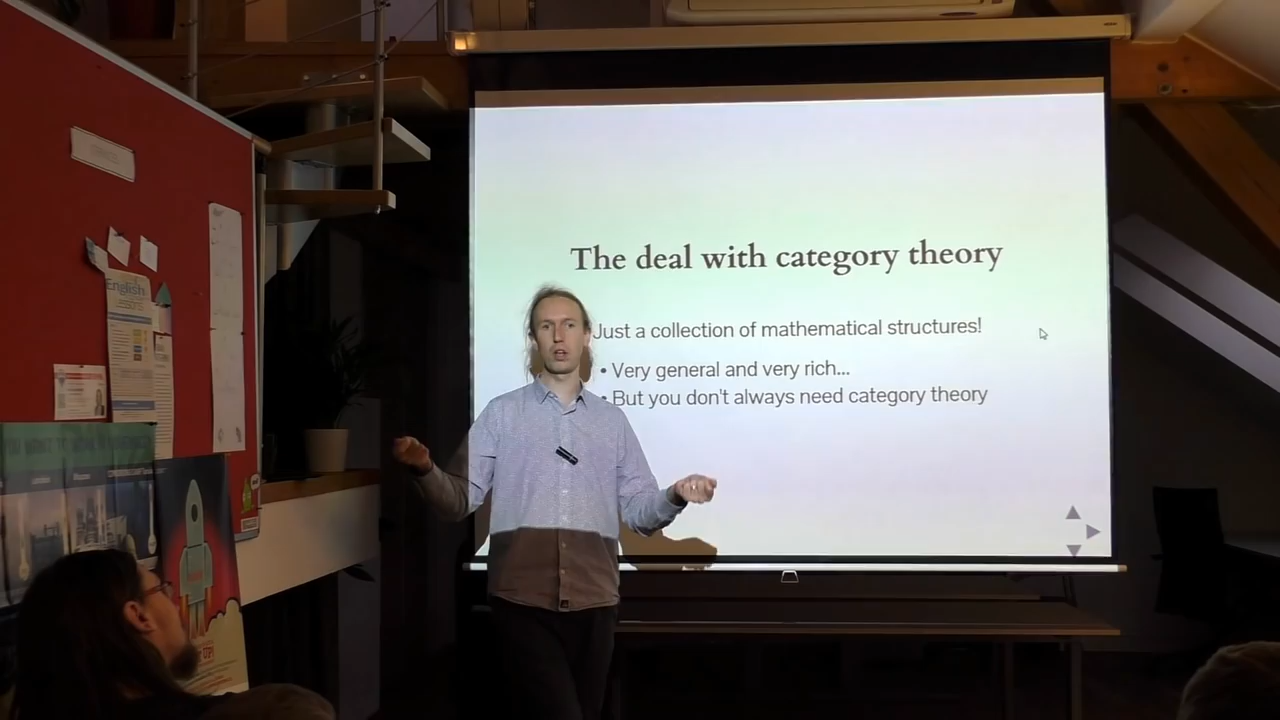 English
The deal with category theory
Just a collection of mathematical structures!
• Very general and very rich...
• But you don't always need category theory